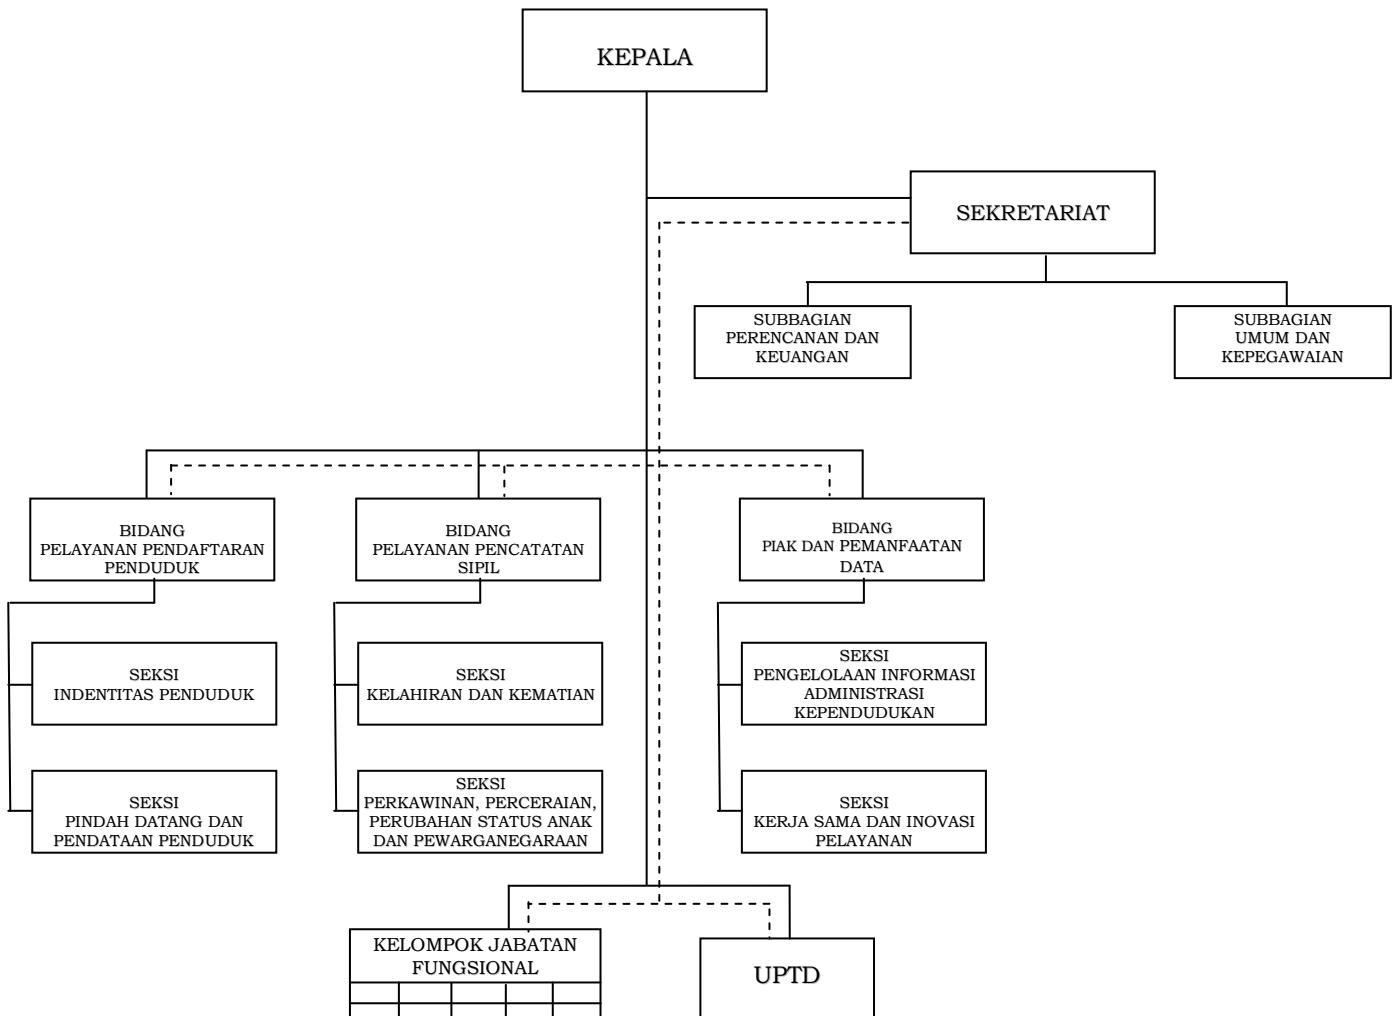 KEPALA
SEKRETARIAT
SUBBAGIAN
PERENCANAN DAN
KEUANGAN
SUBBAGIAN
UMUM DAN
KEPEGAWAIAN
BIDANG
PELAYANAN PENDAFTARAN
PENDUDUK
BIDANG
PELAYANAN PENCATATAN
SIPIL
BIDANG
PIAK DAN PEMANFAATAN
DATA
SEKSI
INDENTITAS PENDUDUK
SEKSI
KELAHIRAN DAN KEMATIAN
SEKSI
PENGELOLAAN INFORMASI
ADMINISTRASI
KEPENDUDUKAN
SEKSI
PINDAH DATANG DAN
PENDATAAN PENDUDUK
SEKSI
PERKAWINAN, PERCERAIAN,
PERUBAHAN STATUS ANAK
DAN PEWARGANEGARAAN
SEKSI
KERJA SAMA DAN INOVASI
PELAYANAN
KELOMPOK JABATAN
FUNGSIONAL
UPTD